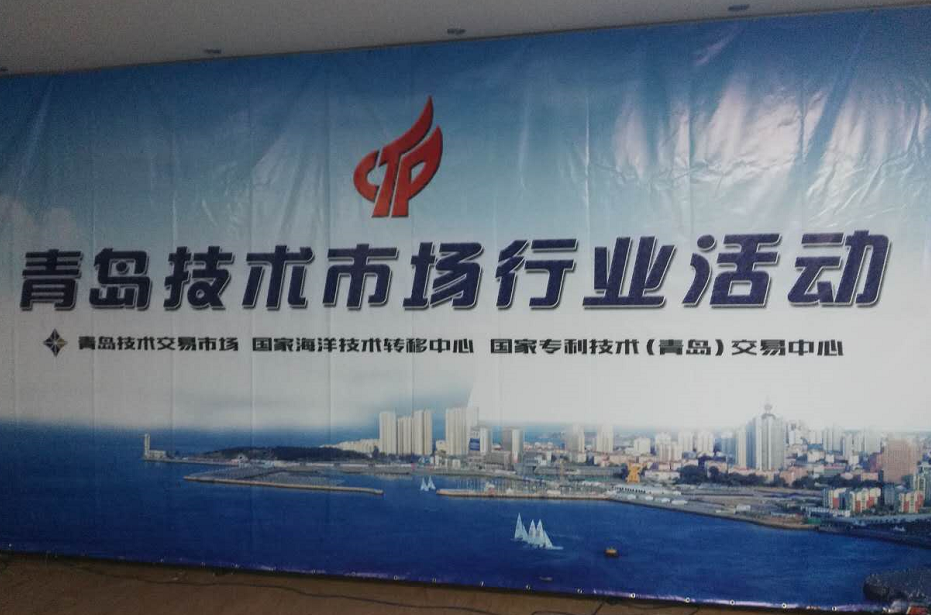 CTP
青岛技术市场行业活动
青岛技术交易市场 国家海洋技术转移中心 国家专利技术(青岛)交易中心